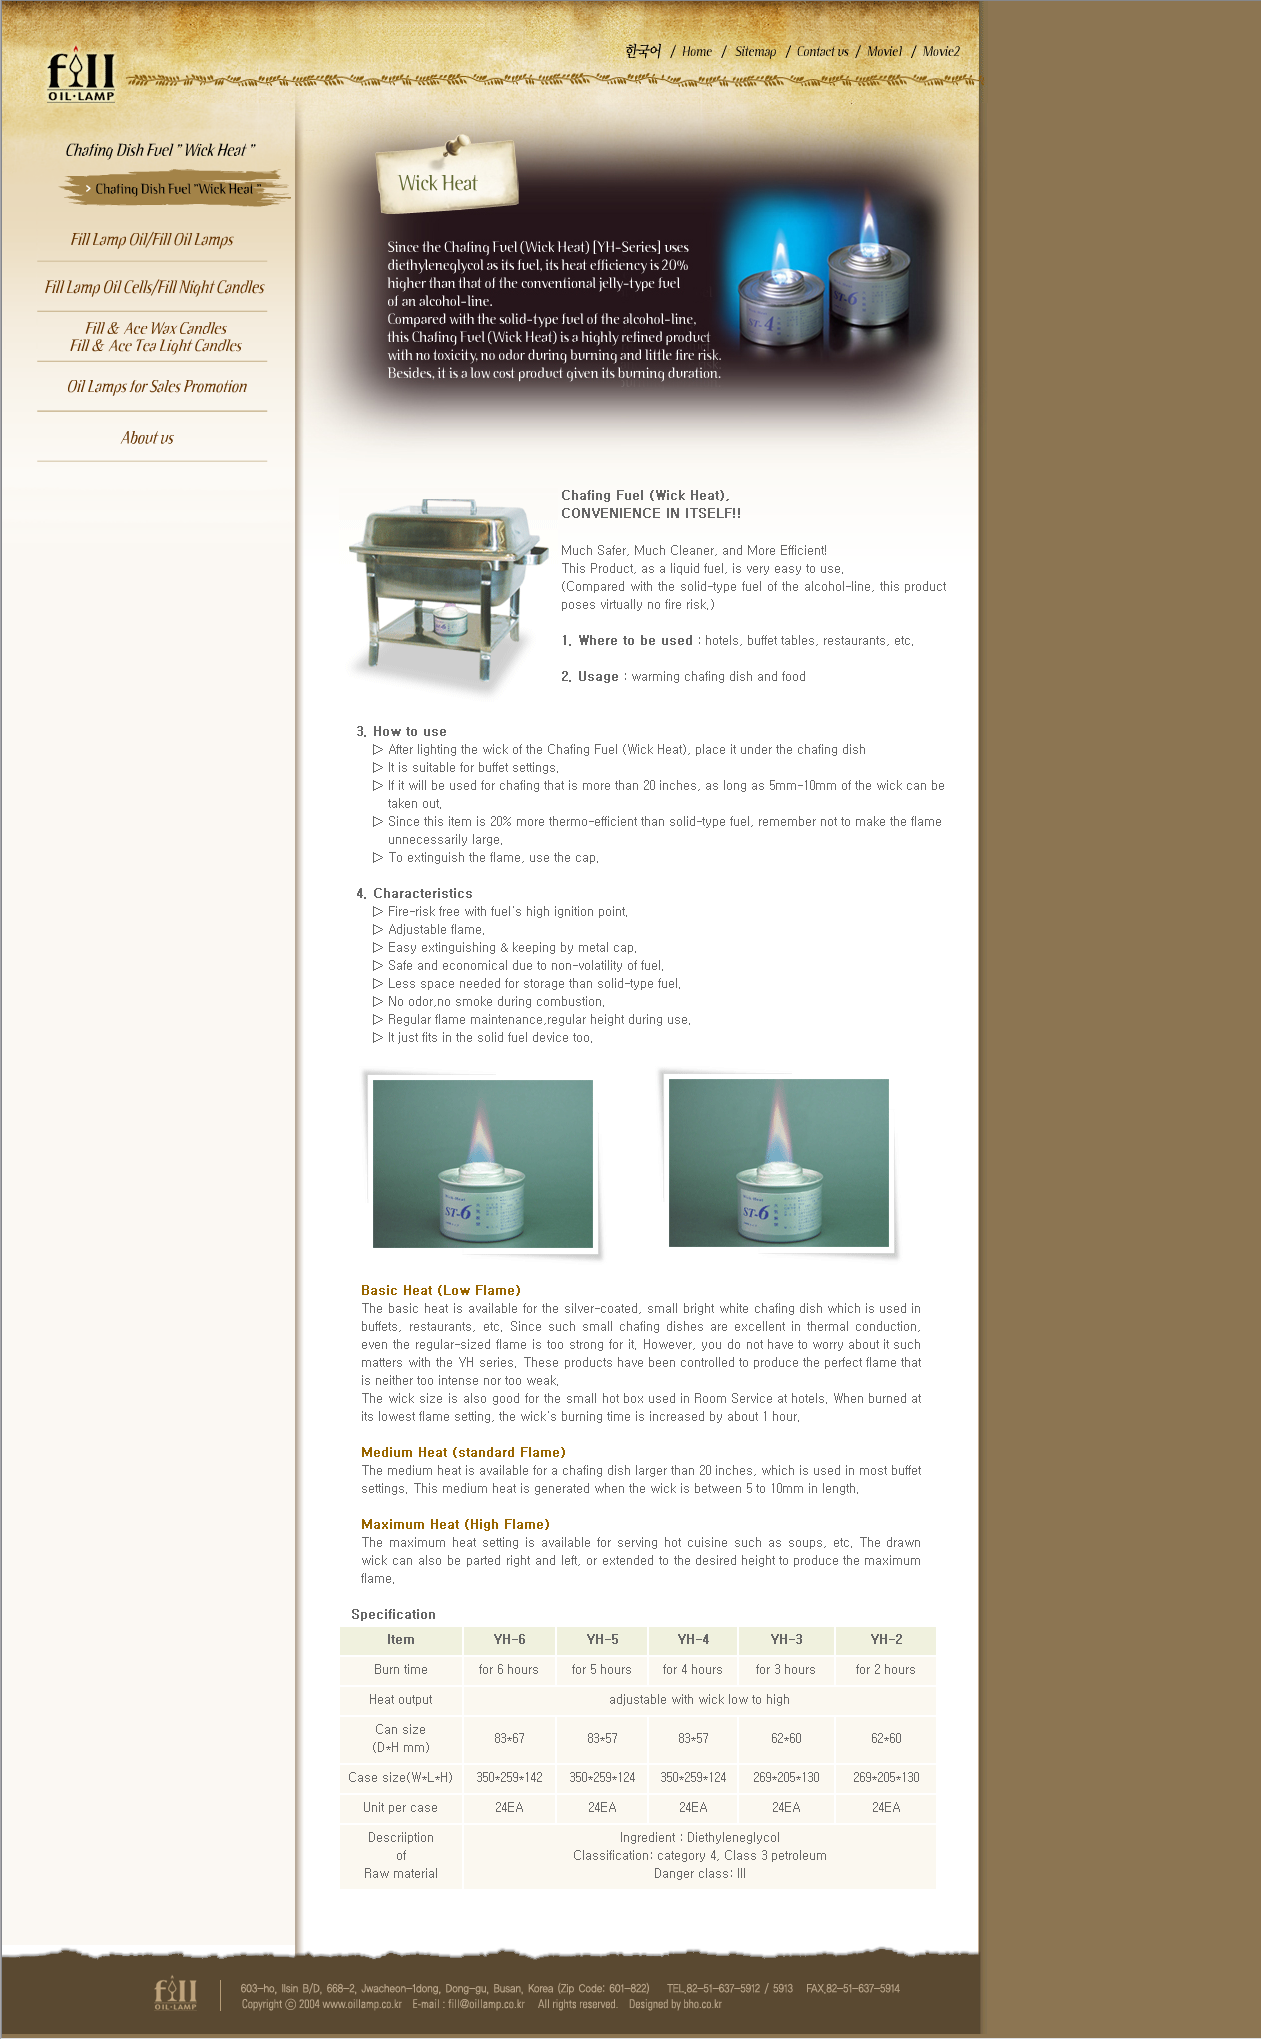 fill
OIL·LAMP
한국어 / Home / Sitemap / Contact us / Movie1 / Movie2
Chafing Dish Fuel " Wick Heat "
> Chafing Dish Fuel "Wick Heat "
Fill Lamp Oil/Fill Oil Lamps
Fill Lamp Oil Cells/Fill Night Candles
Fill & Ace Wax Candles
Fill & Ace Tea Light Candles
Oil Lamps for Sales Promotion
About us
Wick Heat
Since the Chafing Fuel (Wick Heat) [YH-Series] uses
diethyleneglycol as its fuel, its heat efficiency is 20%
higher than that of the conventional jelly-type fuel
of an alcohol-line.
Compared with the solid-type fuel of the alcohol-line,
this Chafing Fuel (Wick Heat) is a highly refined product
with no toxicity, no odor during burning and little fire risk.
Besides, it is a low cost product given its burning duration.
ST-4
ST-6
Chafing Fuel (Wick Heat),
CONVENIENCE IN ITSELF!!
Much Safer, Much Cleaner, and More Efficient!
This Product, as a liquid fuel, is very easy to use.
(Compared with the solid-type fuel of the alcohol-line, this product
poses virtually no fire risk.)
1. Where to be used : hotels, buffet tables, restaurants, etc.
2. Usage : warming chafing dish and food
3. How to use
▷ After lighting the wick of the Chafing Fuel (Wick Heat), place it under the chafing dish
▷ It is suitable for buffet settings.
▷ If it will be used for chafing that is more than 20 inches, as long as 5mm-10mm of the wick can be
taken out.
▷ Since this item is 20% more thermo-efficient than solid-type fuel, remember not to make the flame
unnecessarily large.
▷ To extinguish the flame, use the cap.
4. Characteristics
▷ Fire-risk free with fuel's high ignition point.
▷ Adjustable flame.
▷ Easy extinguishing & keeping by metal cap.
▷ Safe and economical due to non-volatility of fuel.
▷ Less space needed for storage than solid-type fuel.
▷ No odor,no smoke during combustion.
▷ Regular flame maintenance,regular height during use.
▷ It just fits in the solid fuel device too.
Wick Heat
ST-6
Wick Heat
ST-6
Basic Heat (Low Flame)
The basic heat is available for the silver-coated, small bright white chafing dish which is used in
buffets, restaurants, etc. Since such small chafing dishes are excellent in thermal conduction,
even the regular-sized flame is too strong for it. However, you do not have to worry about it such
matters with the YH series. These products have been controlled to produce the perfect flame that
is neither too intense nor too weak.
The wick size is also good for the small hot box used in Room Service at hotels. When burned at
its lowest flame setting, the wick's burning time is increased by about 1 hour.
Medium Heat (standard Flame)
The medium heat is available for a chafing dish larger than 20 inches, which is used in most buffet
settings. This medium heat is generated when the wick is between 5 to 10mm in length.
Maximum Heat (High Flame)
The maximum heat setting is available for serving hot cuisine such as soups, etc. The drawn
wick can also be parted right and left, or extended to the desired height to produce the maximum
flame.
Specification
Item YH-6 YH-5 YH-4 YH-3 YH-2
Burn time for 6 hours for 5 hours for 4 hours for 3 hours for 2 hours
Heat output adjustable with wick low to high
Can size
(D*H mm) 83*67 83*57 83*57 62*60 62*60
Case size(W*L*H) 350*259*142 350*259*124 350*259*124 269*205*130 269*205*130
Unit per case 24EA 24EA 24EA 24EA 24EA
Descriiption
of
Raw material
Ingredient : Diethyleneglycol
Classification: category 4, Class 3 petroleum
Danger class: III
fill
OIL·LAMP
603-ho, Ilsin B/D, 668-2, Jwacheon-1dong, Dong-gu, Busan, Korea (Zip Code: 601-822) TEL.82-51-637-5912 / 5913 FAX.82-51-637-5914
Copyright ⓒ 2004 www.oillamp.co.kr E-mail : fill@oillamp.co.kr All rights reserved. Designed by bho.co.kr